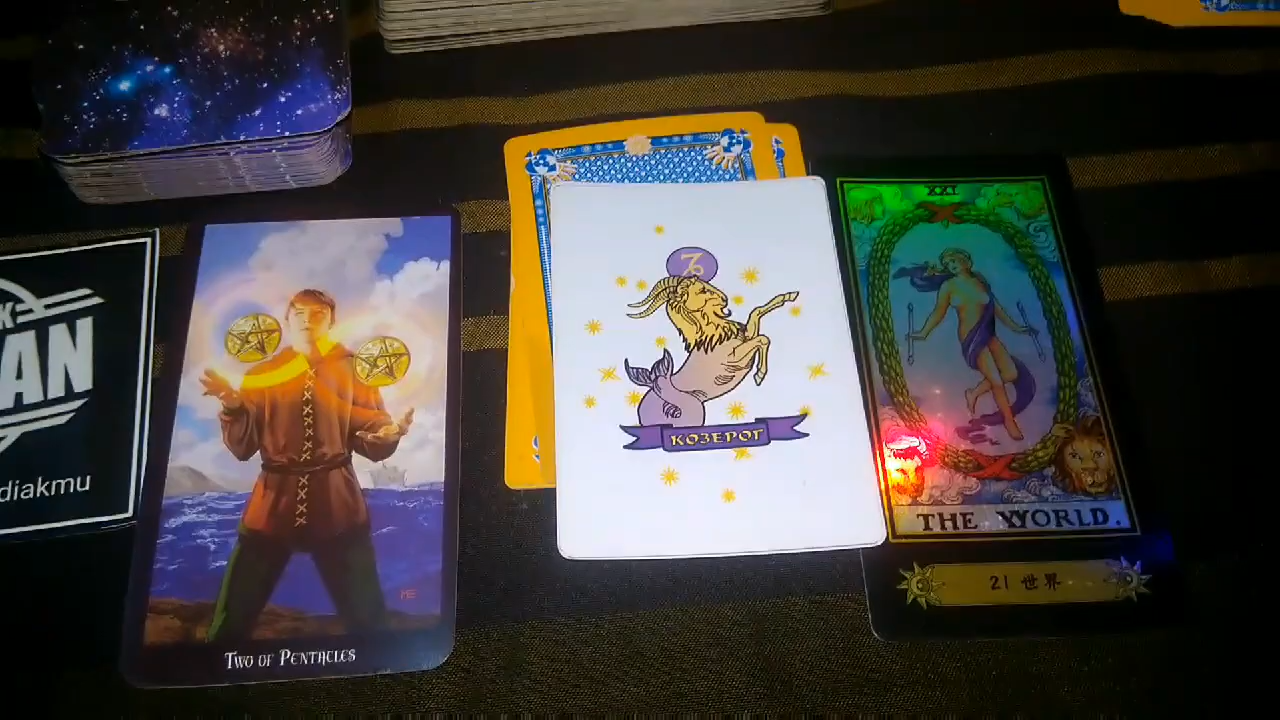 AN
diakmu
TWO OF PENTACLES
КОЗЕРОГ
XXI
THE WORLD.
21 世界